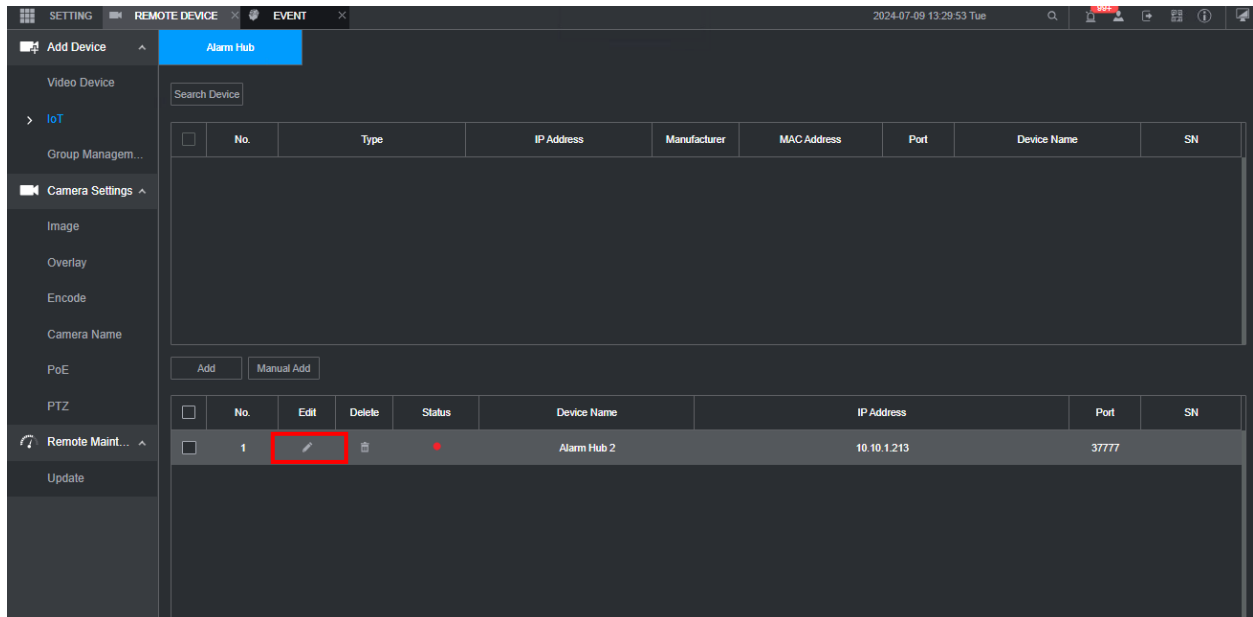 SETTING REMOTE DEVICE EVENT 2024-07-09 13:29:53 Tue 99+
Add Device Alarm Hub
Video Device
Search Device
IoT
No. Type IP Address Manufacturer MAC Address Port Device Name SN
Group Managem...
Camera Settings
Image
Overlay
Encode
Camera Name
PoE
Add Manual Add
PTZ
No. Edit Delete Status Device Name IP Address Port SN
Remote Maint...
1 Alarm Hub 2 10.10.1.213 37777
Update